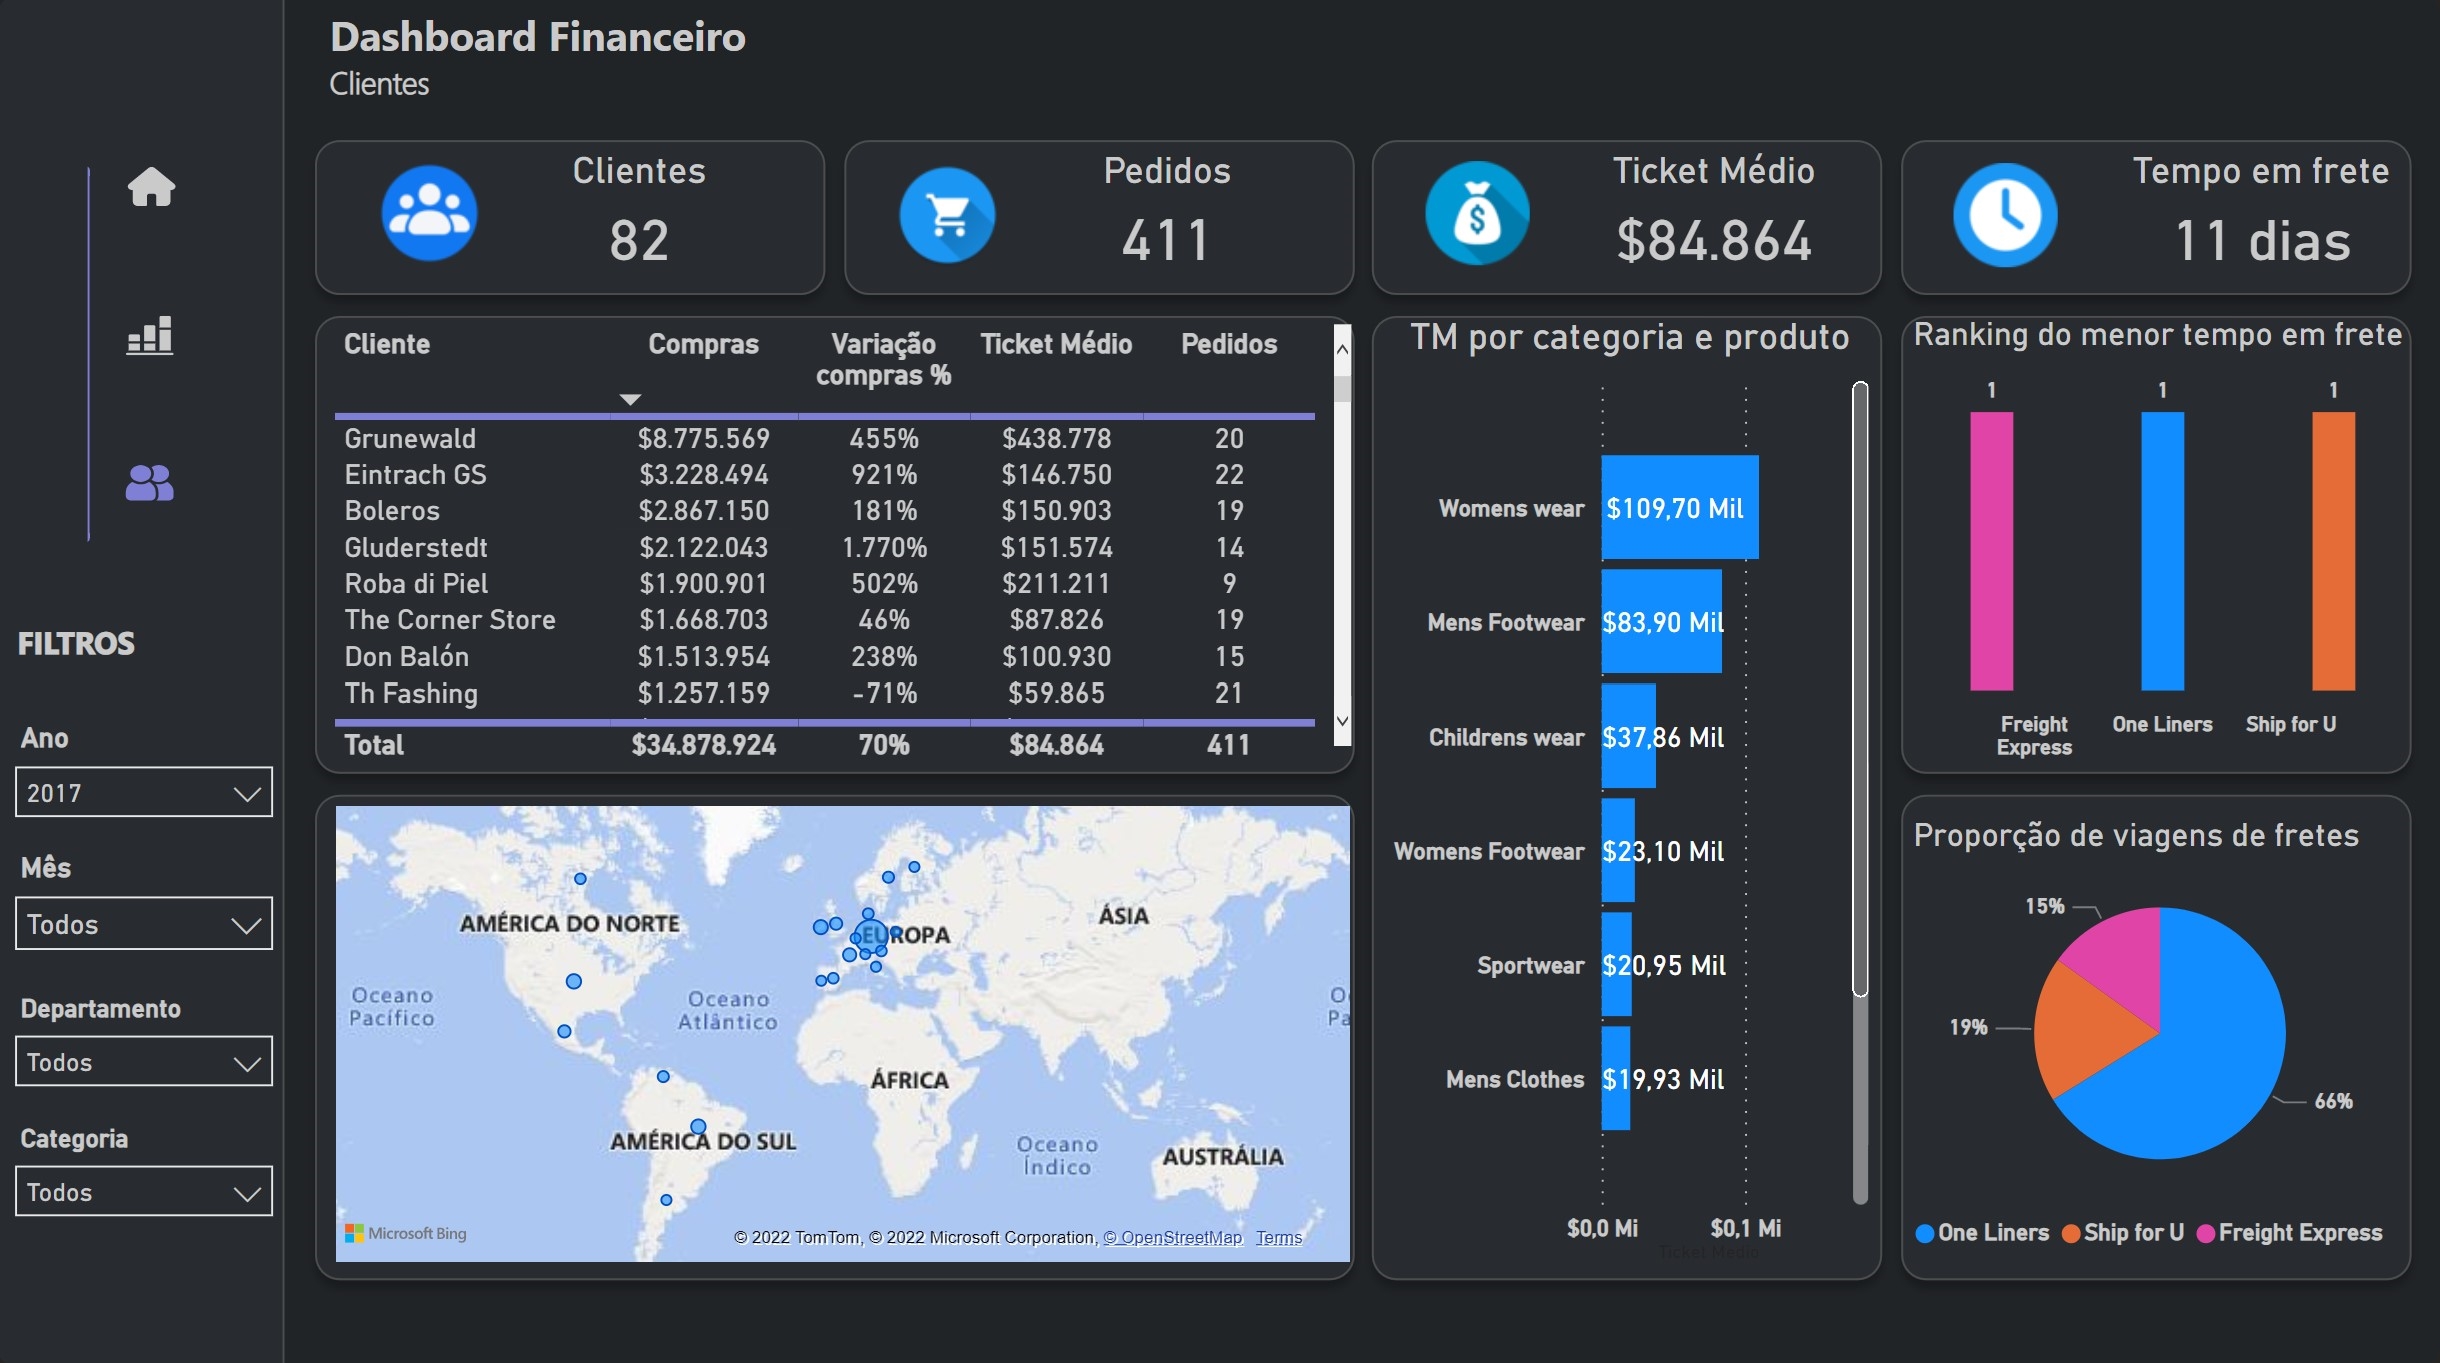 Dashboard Financeiro
Clientes
Clientes
82
Pedidos
411
Ticket Médio
$84.864
Tempo em frete
11 dias
FILTROS
Ano
2017
Mês
Todos
Departamento
Todos
Categoria
Todos
Cliente Compras Variação compras % Ticket Médio Pedidos
Grunewald $8.775.569 455% $438.778 20
Eintrach GS $3.228.494 921% $146.750 22
Boleros $2.867.150 181% $150.903 19
Gluderstedt $2.122.043 1.770% $151.574 14
Roba di Piel $1.900.901 502% $211.211 9
The Corner Store $1.668.703 46% $87.826 19
Don Balón $1.513.954 238% $100.930 15
Th Fashing $1.257.159 -71% $59.865 21
Total $34.878.924 70% $84.864 411
AMÉRICA DO NORTE
EUROPA
ÁSIA
Oceano
Pacífico
Oceano
Atlântico
O
Pa
ÁFRICA
AMÉRICA DO SUL
Oceano
Índico
AUSTRÁLIA
Microsoft Bing
© 2022 TomTom, © 2022 Microsoft Corporation, © OpenStreetMap Terms
TM por categoria e produto
Womens wear $109,70 Mil
Mens Footwear $83,90 Mil
Childrens wear $37,86 Mil
Womens Footwear $23,10 Mil
Sportwear $20,95 Mil
Mens Clothes $19,93 Mil
$0,0 Mi $0,1 Mi
Ticket Médio
Ranking do menor tempo em frete
1 1 1
Freight
Express
One Liners
Ship for U
Proporção de viagens de fretes
15%
19%
66%
One Liners Ship for U Freight Express